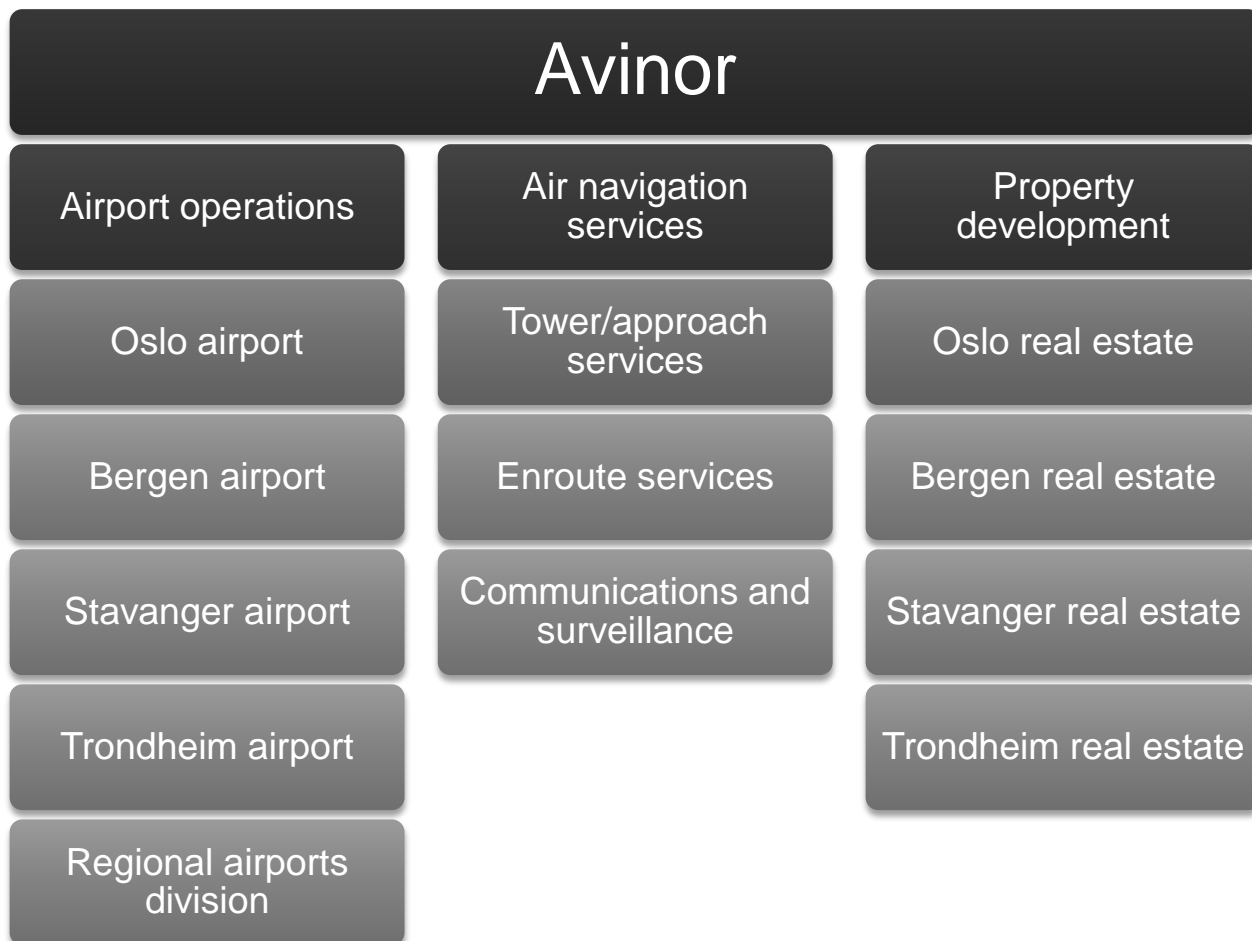 Avinor
Airport operations
Air navigation
services
Property
development
Oslo airport
Tower/approach
services
Oslo real estate
Bergen airport
Enroute services
Bergen real estate
Stavanger airport
Communications and
surveillance
Stavanger real estate
Trondheim airport
Trondheim real estate
Regional airports
division